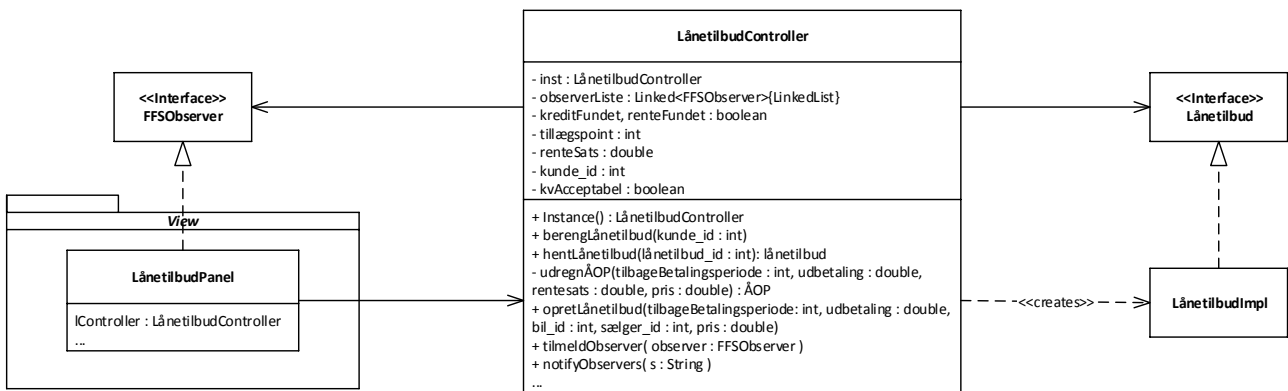 <<Interface>>
FFSObserver
View
LånetilbudPanel
lController : LånetilbudController
...
LånetilbudController
- inst : LånetilbudController
- observerListe : Linked<FFSObserver>{LinkedList}
- kreditFundet, renteFundet : boolean
- tillægspoint : int
- renteSats : double
- kunde_id : int
- kvAcceptabel : boolean
+ Instance() : LånetilbudController
+ berengLånetilbud(kunde_id : int)
+ hentLånetilbud(lånetilbud_id : int): lånetilbud
- udregnÅOP(tilbageBetalingsperiode : int, udbetaling : double,
rentesats : double, pris : double) : ÅOP
+ opretLånetilbud(tilbageBetalingsperiode: int, udbetaling : double,
bil_id : int, sælger_id : int, pris : double)
+ tilmeldObserver( observer : FFSObserver )
+ notifyObservers( s : String )
...
<<creates>>
<<Interface>>
Lånetilbud
LånetilbudImpl